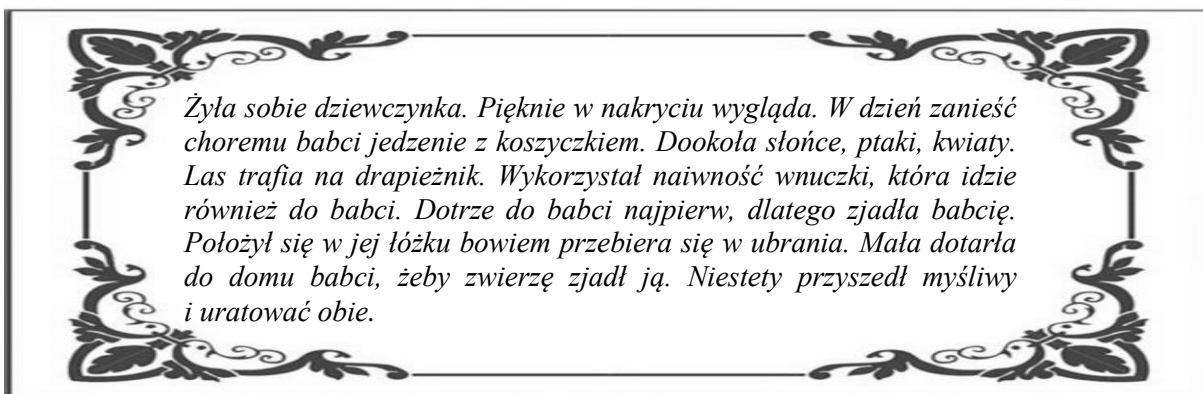 Żyła sobie dziewczynka. Pięknie w nakryciu wygląda. W dzień zanieść
choremu babci jedzenie z koszyczkiem. Dookoła słońce, ptaki, kwiaty.
Las trafia na drapieżnik. Wykorzystał naiwność wnuczki, która idzie
również do babci. Dotrze do babci najpierw, dlatego zjadła babcię.
Położył się w jej łóżku bowiem przebiera się w ubrania. Mała dotarła
do domu babci, żeby zwierzę zjadł ją. Niestety przyszedł myśliwy
i uratować obie.